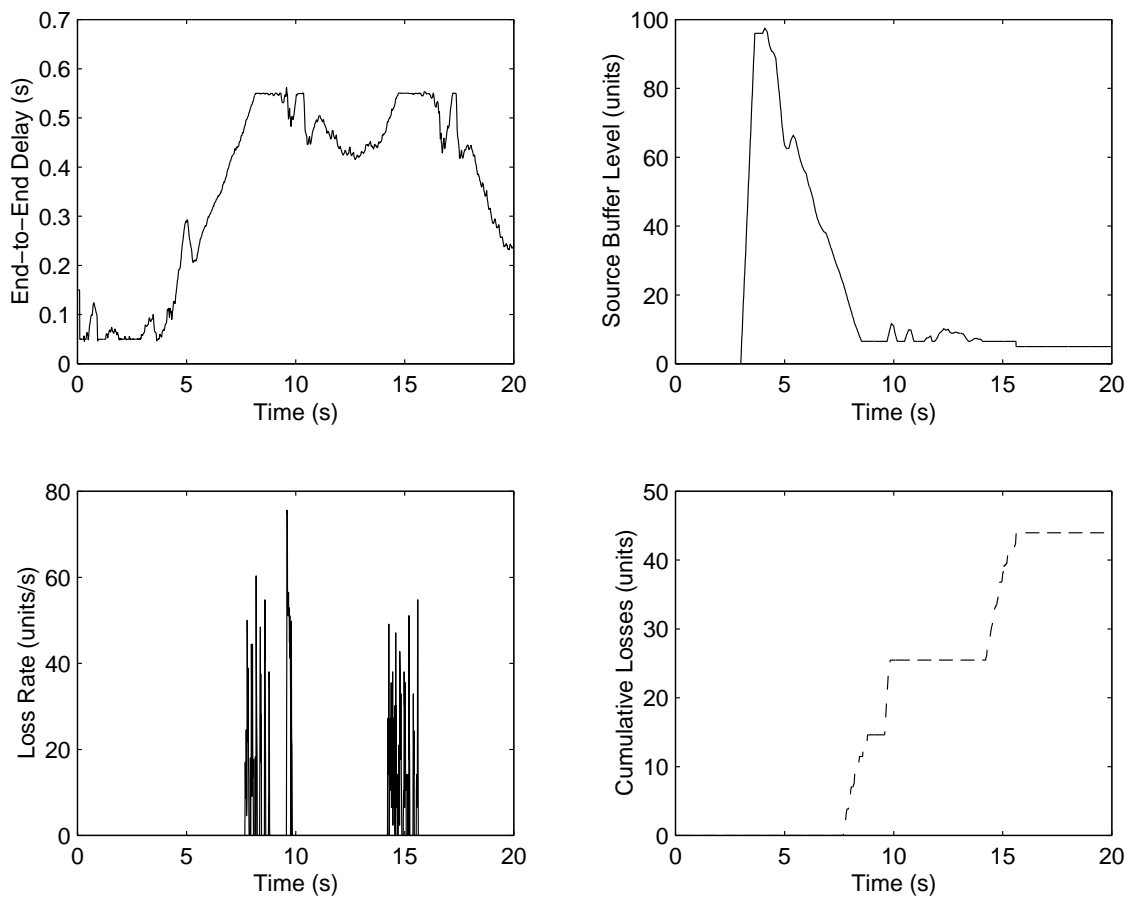 End−to−End Delay (s)
0.7
0.6
0.5
0.4
0.3
0.2
0.1
0
0 5 10 15 20
Time (s)
Source Buffer Level (units)
100
80
60
40
20
0
0 5 10 15 20
Time (s)
Loss Rate (units/s)
80
60
40
20
0
0 5 10 15 20
Time (s)
Cumulative Losses (units)
50
40
30
20
10
0
0 5 10 15 20
Time (s)